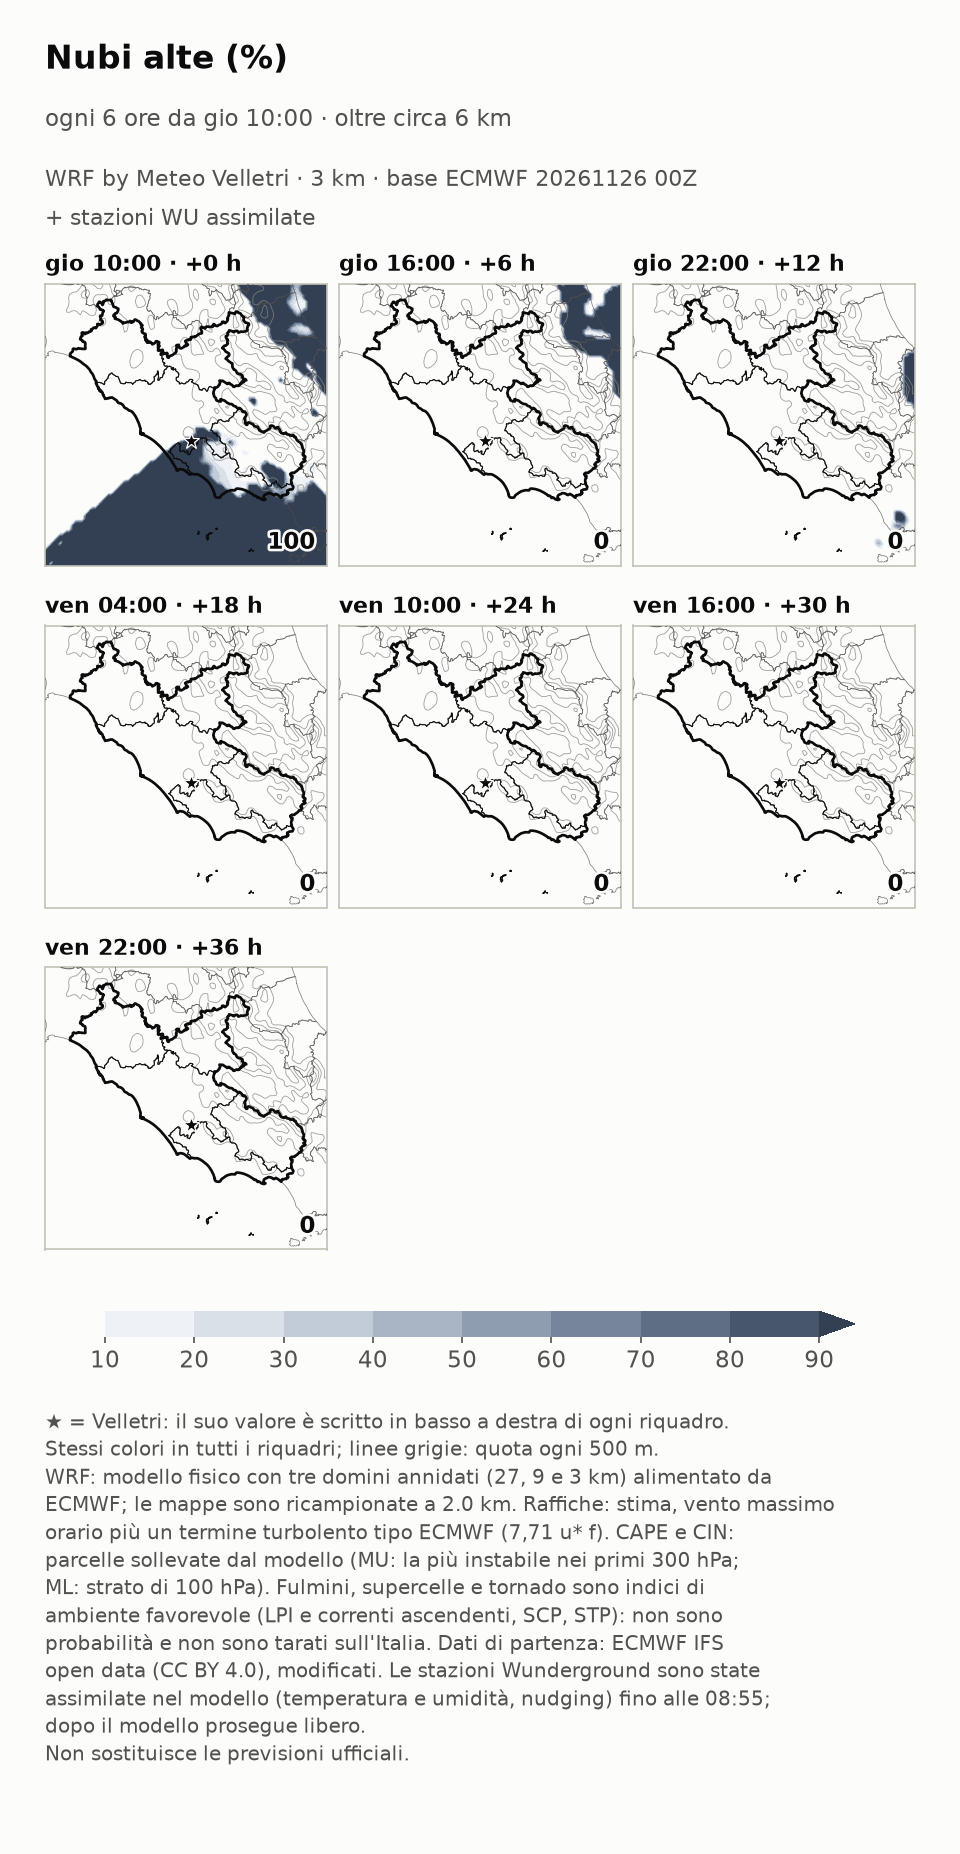 Nubi alte (%)
ogni 6 ore da gio 10:00 · oltre circa 6 km
WRF by Meteo Velletri · 3 km · base ECMWF 20261126 00Z
+ stazioni WU assimilate
gio 10:00 · +0 h
gio 16:00 · +6 h
gio 22:00 · +12 h
100
0
0
ven 04:00 · +18 h
ven 10:00 · +24 h
ven 16:00 · +30 h
0
0
0
ven 22:00 · +36 h
0
10 20 30 40 50 60 70 80 90
★ = Velletri: il suo valore è scritto in basso a destra di ogni riquadro.
Stessi colori in tutti i riquadri; linee grigie: quota ogni 500 m.
WRF: modello fisico con tre domini annidati (27, 9 e 3 km) alimentato da
ECMWF; le mappe sono ricampionate a 2.0 km. Raffiche: stima, vento massimo
orario più un termine turbolento tipo ECMWF (7,71 u* f). CAPE e CIN:
parcelle sollevate dal modello (MU: la più instabile nei primi 300 hPa;
ML: strato di 100 hPa). Fulmini, supercelle e tornado sono indici di
ambiente favorevole (LPI e correnti ascendenti, SCP, STP): non sono
probabilità e non sono tarati sull'Italia. Dati di partenza: ECMWF IFS
open data (CC BY 4.0), modificati. Le stazioni Wunderground sono state
assimilate nel modello (temperatura e umidità, nudging) fino alle 08:55;
dopo il modello prosegue libero.
Non sostituisce le previsioni ufficiali.